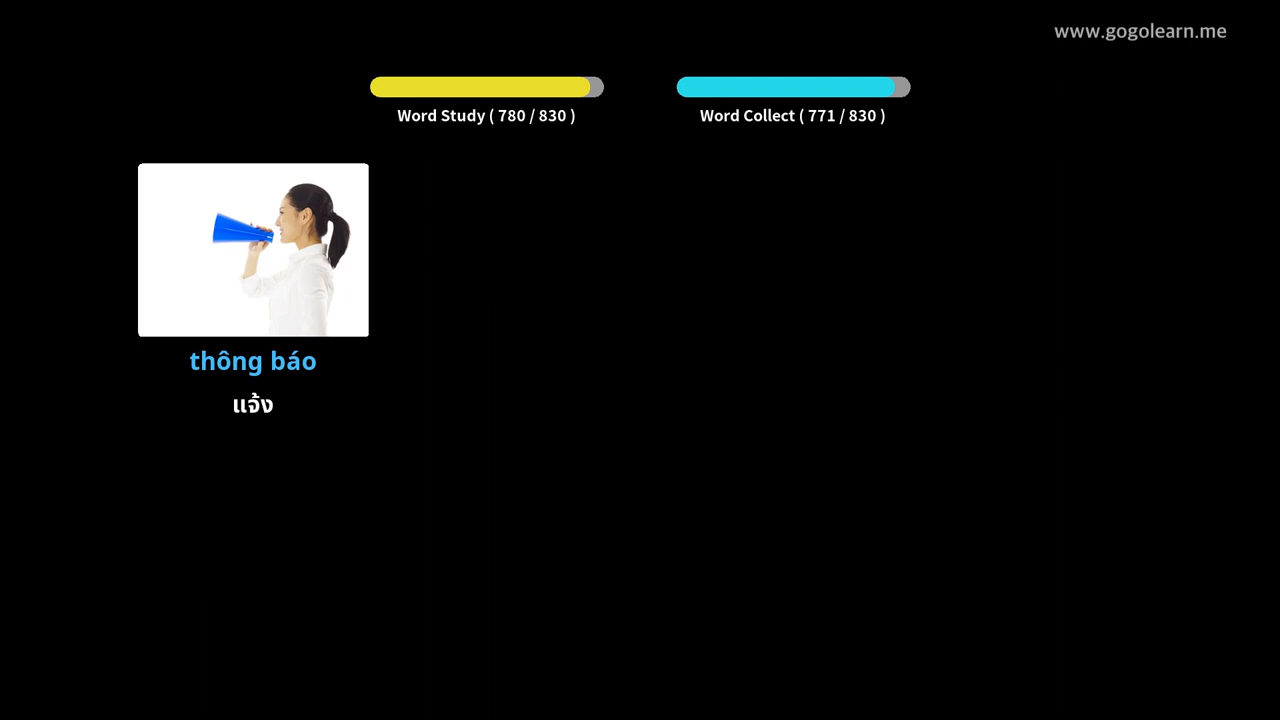 www.gogolearn.me
Word Study ( 780 / 830 )
Word Collect ( 771 / 830 )
thông báo
แจ้ง